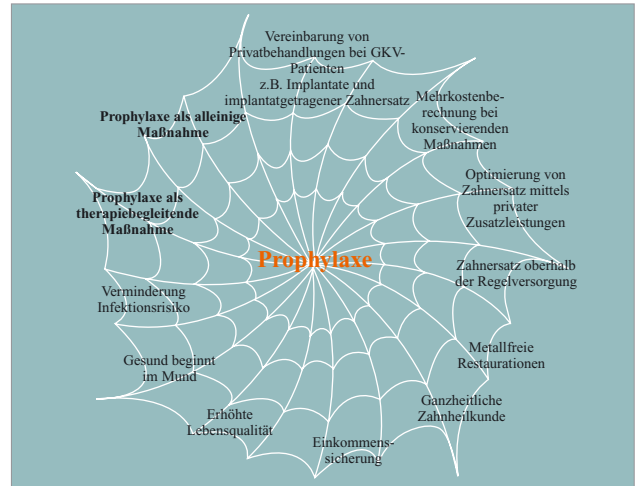 Vereinbarung von
Privatbehandlungen bei GKV-
Patienten
z.B. Implantate und
implantatgetragener Zahnersatz
Mehrkostenbe-
rechnung bei
konservierenden
Maßnahmen
Optimierung von
Zahnersatz mittels
privater
Zusatzleistungen
Zahnersatz oberhalb
der Regelversorgung
Metallfreie
Restaurationen
Ganzheitliche
Zahnheilkunde
Einkommens-
sicherung
Erhöhte
Lebensqualität
Gesund beginnt
im Mund
Verminderung
Infektionsrisiko
Prophylaxe als
therapiebegleitende
Maßnahme
Prophylaxe als alleinige
Maßnahme
Prophylaxe